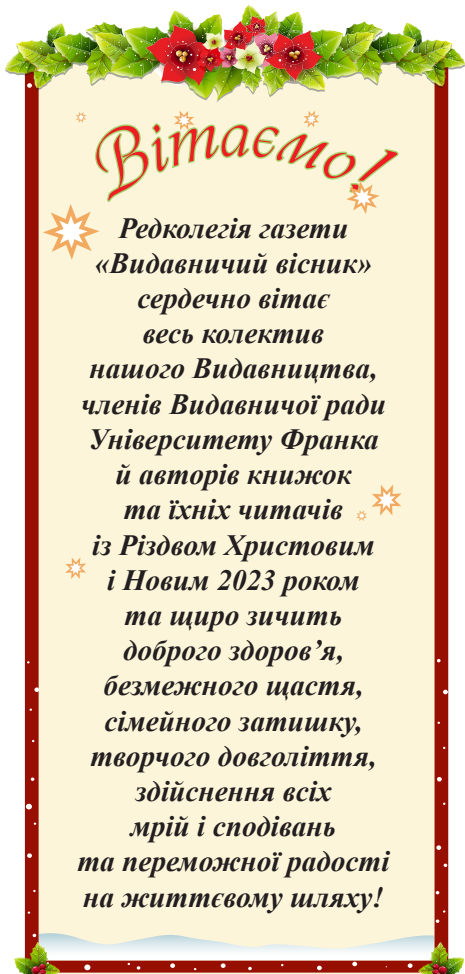 Вітаємо!
Редколегія газети
«Видавничий вісник»
сердечно вітає
весь колектив
нашого Видавництва,
членів Видавничої ради
Університету Франка
й авторів книжок
та їхніх читачів
із Різдвом Христовим
і Новим 2023 роком
та щиро зичить
доброго здоров’я,
безмежного щастя,
сімейного затишку,
творчого довголіття,
здійснення всіх
мрій і сподівань
та переможної радості
на життєвому шляху!